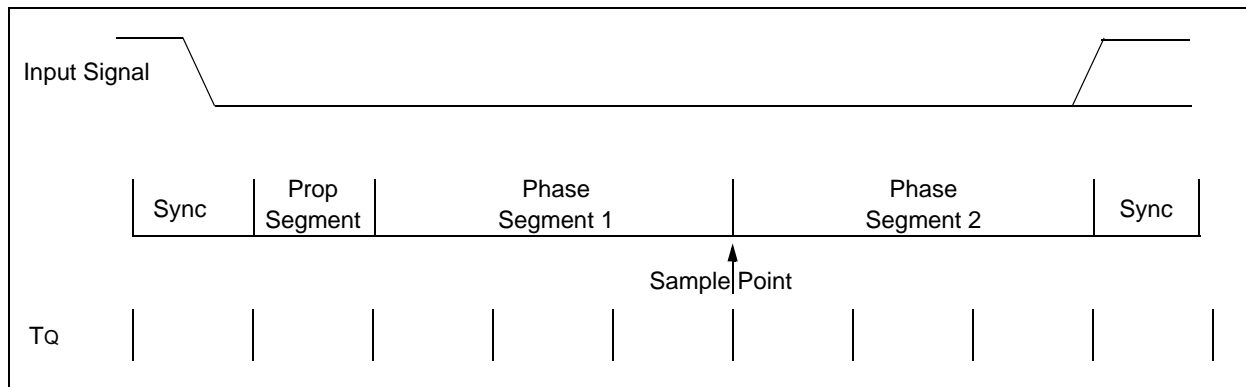 Input Signal
Sync
Prop
Segment
Phase
Segment 1
Phase
Segment 2
Sync
Sample Point
TQ